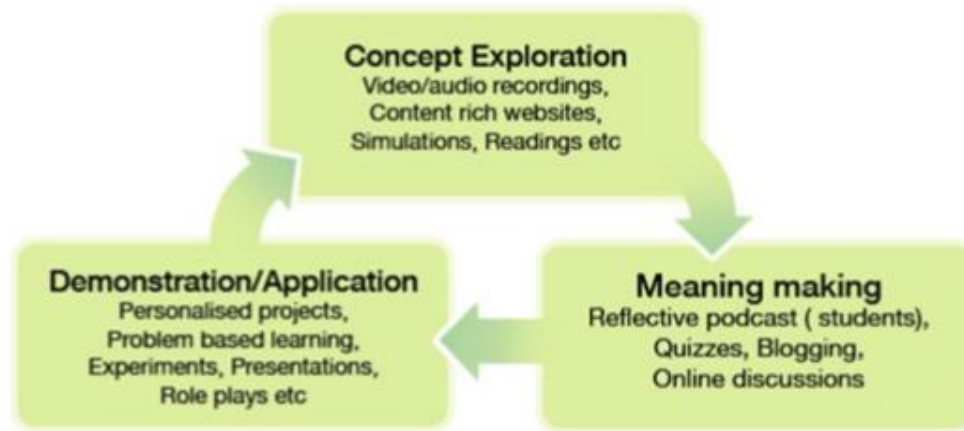 Concept Exploration
Video/audio recordings,
Content rich websites,
Simulations, Readings etc
Demonstration/Application
Personalised projects,
Problem based learning,
Experiments, Presentations,
Role plays etc
Meaning making
Reflective podcast ( students),
Quizzes, Blogging,
Online discussions